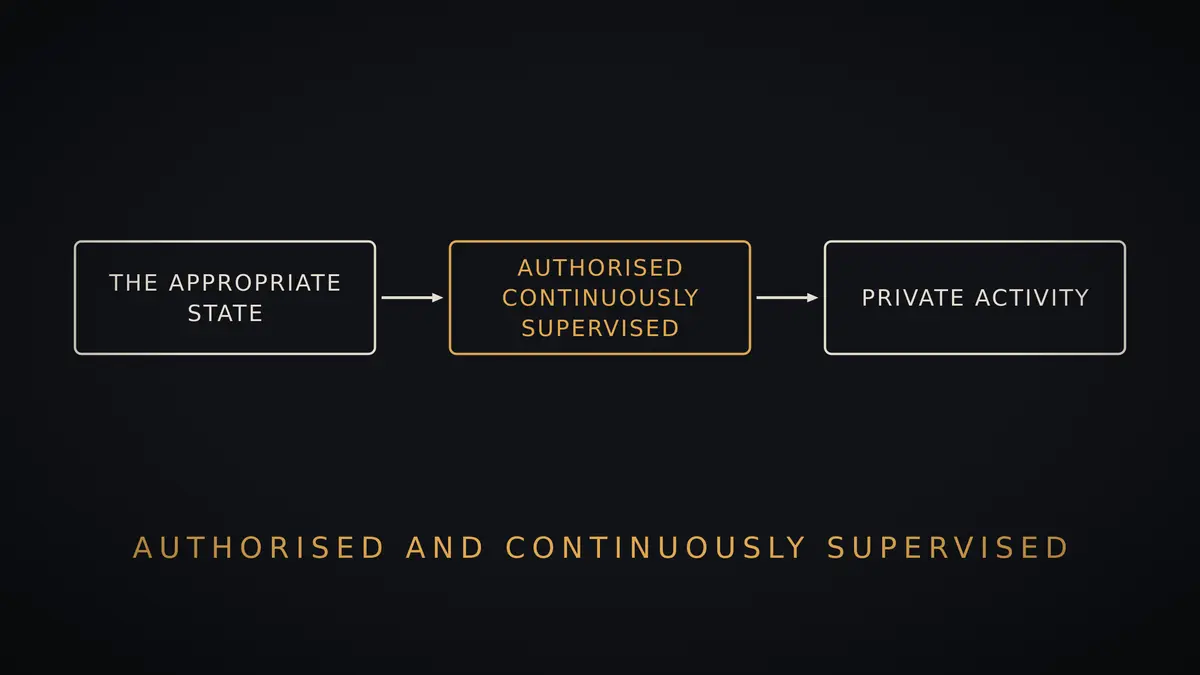 THE APPROPRIATE
STATE
AUTHORISED
CONTINUOUSLY
SUPERVISED
PRIVATE ACTIVITY
AUTHORISED AND CONTINUOUSLY SUPERVISED